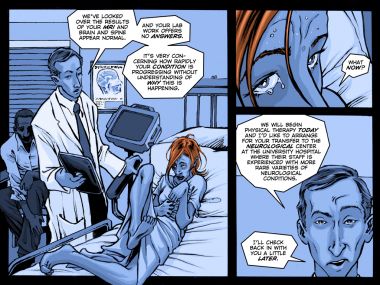 WE'VE LOOKED
OVER THE RESULTS
OF YOUR MRI AND
BRAIN AND SPINE
APPEAR NORMAL.
AND YOUR LAB
WORK OFFERS
NO ANSWERS.
IT'S VERY CON-
CERNING HOW RAPIDLY
YOUR CONDITION IS
PROGRESSING WITHOUT
UNDERSTANDING OF
WHY THIS IS
HAPPENING.
WHAT
NOW?
WE WILL BEGIN
PHYSICAL THERAPY TODAY
AND I'D LIKE TO ARRANGE
FOR YOUR TRANSFER TO THE
NEUROLOGICAL CENTER
AT THE UNIVERSITY HOSPITAL
WHERE THEIR STAFF IS
EXPERIENCED WITH MORE
RARE VARIETIES OF
NEUROLOGICAL
CONDITIONS.
I'LL CHECK
BACK IN WITH
YOU A LITTLE
LATER.